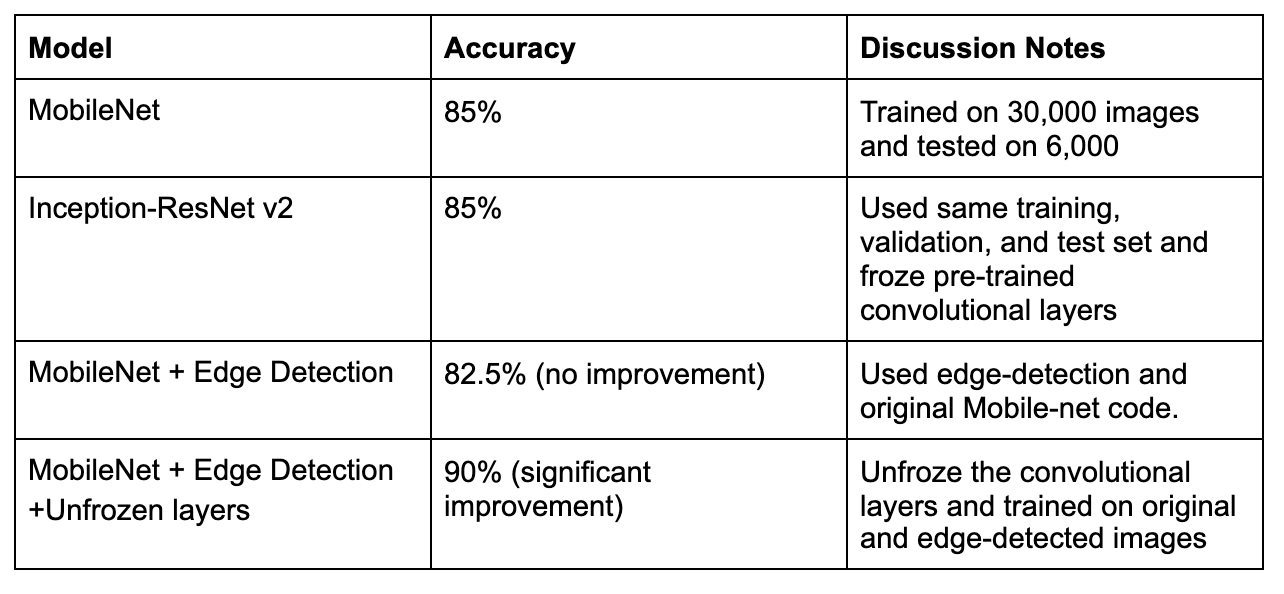 Model Accuracy Discussion Notes
MobileNet 85% Trained on 30,000 images
and tested on 6,000
Inception-ResNet v2 85% Used same training,
validation, and test set and
froze pre-trained
convolutional layers
MobileNet + Edge Detection 82.5% (no improvement) Used edge-detection and
original Mobile-net code.
MobileNet + Edge Detection
+Unfrozen layers
90% (significant
improvement)
Unfroze the convolutional
layers and trained on original
and edge-detected images